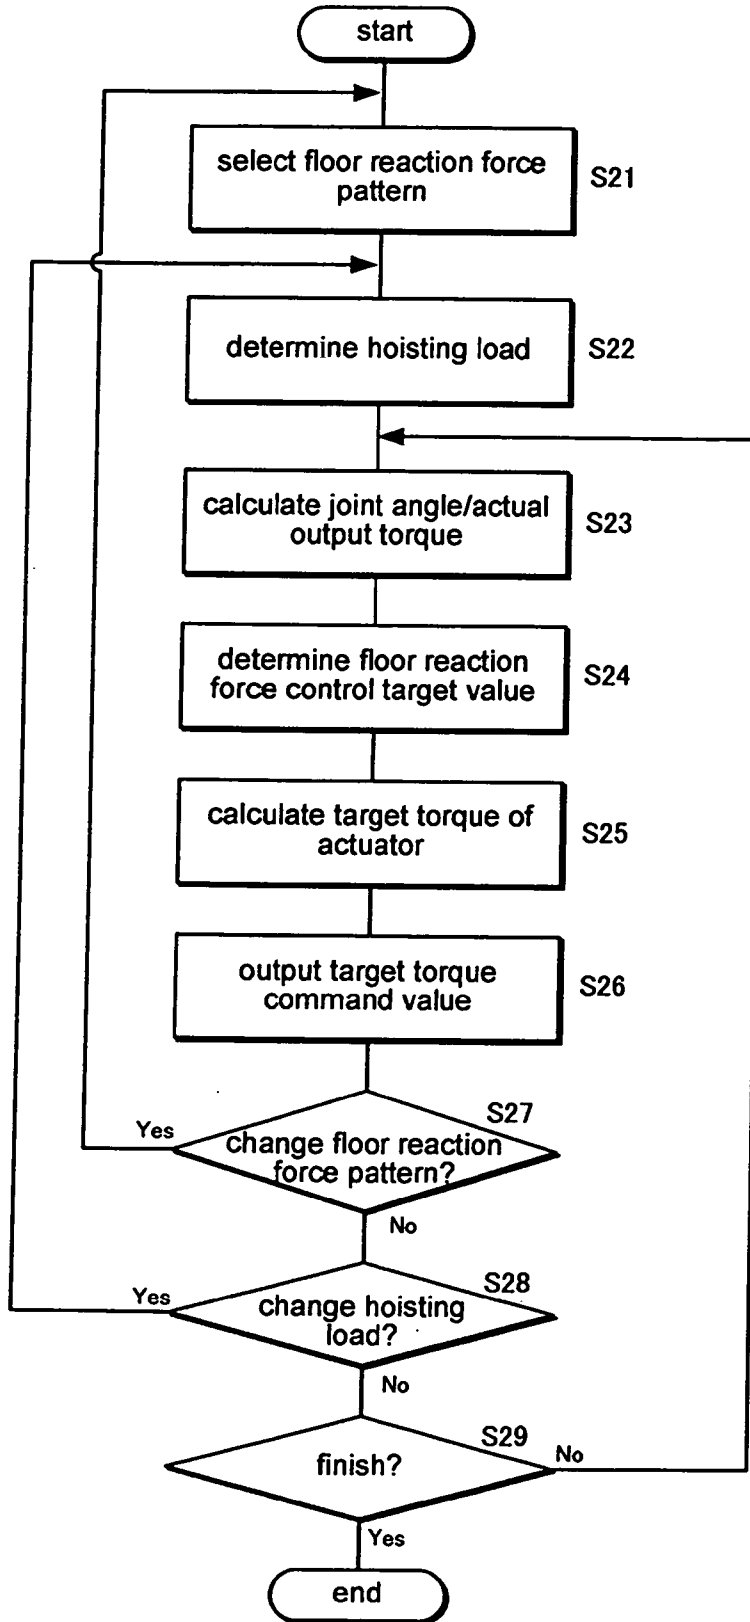 start
select floor reaction force
pattern
S21
determine hoisting load
S22
calculate joint angle/actual
output torque
S23
determine floor reaction
force control target value
S24
calculate target torque of
actuator
S25
output target torque
command value
S26
S27
Yes
change floor reaction
force pattern?
No
S28
Yes
change hoisting
load?
No
S29
finish?
No
Yes
end